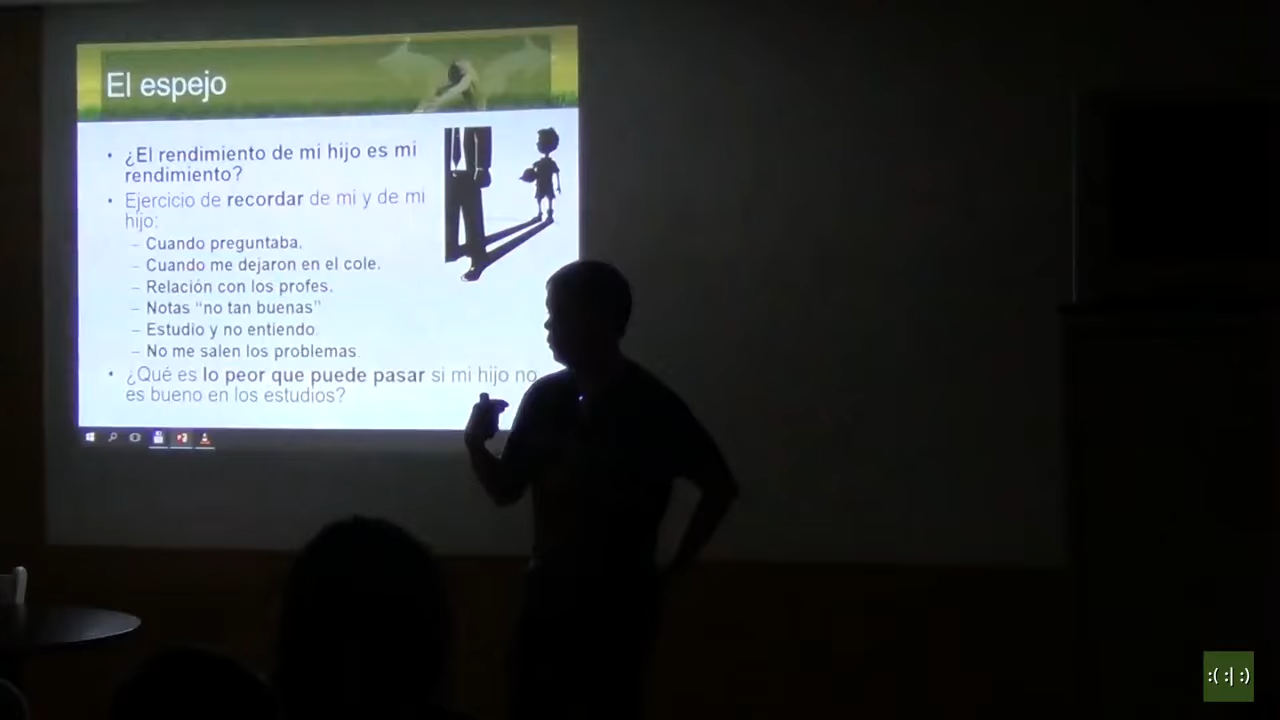 El espejo
• ¿El rendimiento de mi hijo es mi
rendimiento?
• Ejercicio de recordar de mi y de mi
hijo:
– Cuando preguntaba.
– Cuando me dejaron en el cole.
– Relación con los profes.
– Notas “no tan buenas”
– Estudio y no entiendo.
– No me salen los problemas.
• ¿Qué es lo peor que puede pasar si mi hijo no
es bueno en los estudios?
:( :| :)